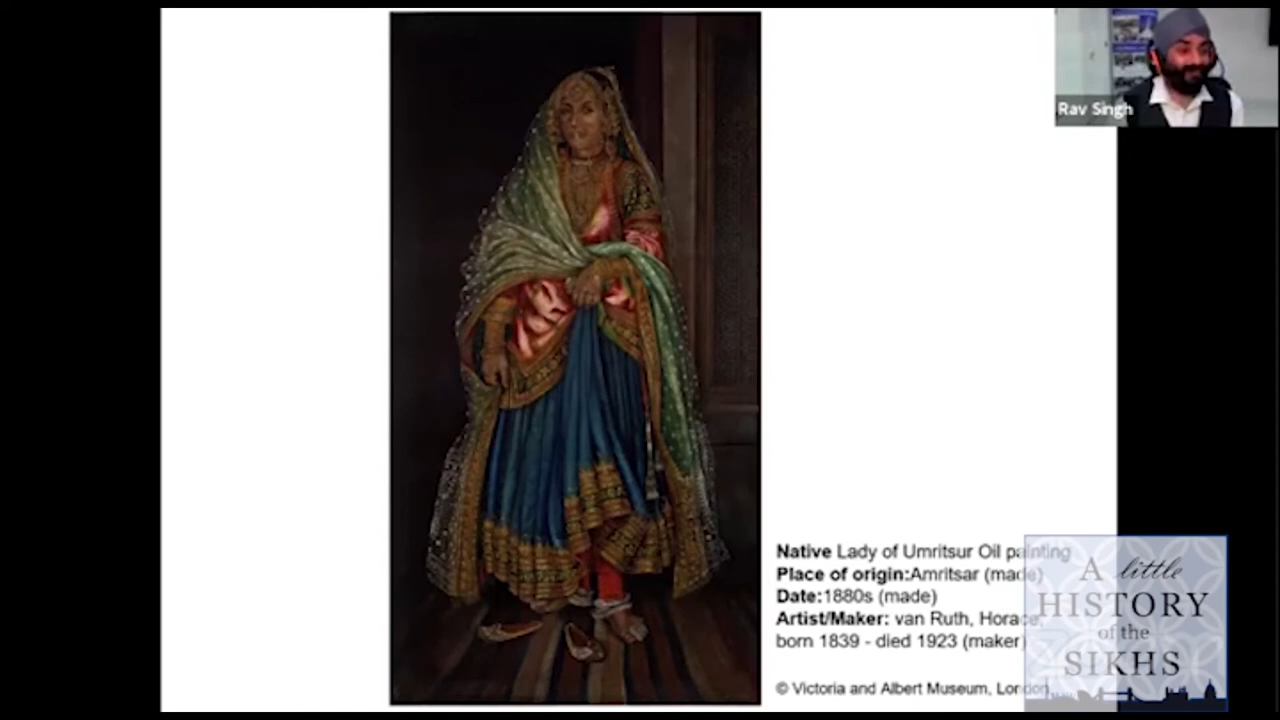 Rav Singh
Native Lady of Umritsur Oil painting
Place of origin:Amritsar (made)
Date:1880s (made)
Artist/Maker: van Ruth, Horace,
born 1839 - died 1923 (maker)
© Victoria and Albert Museum, London
A little
HISTORY
of the
SIKHS